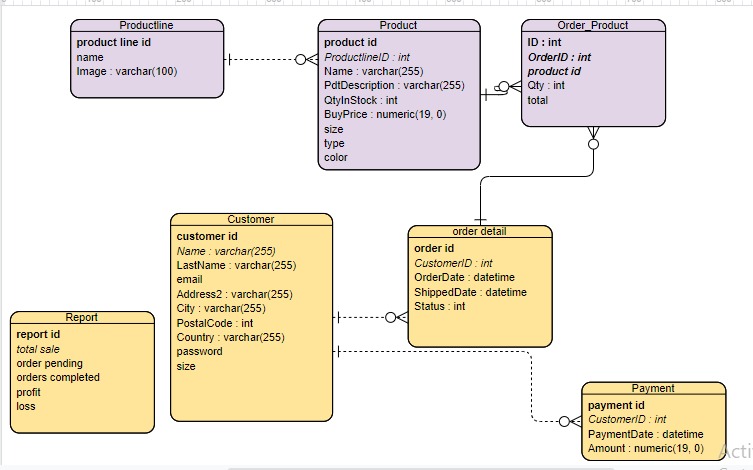 Productline
product line id
name
Image : varchar(100)
Product
product id
ProductlineID : int
Name : varchar(255)
PdtDescription : varchar(255)
QtyInStock : int
BuyPrice : numeric(19, 0)
size
type
color
Order_Product
ID : int
OrderID : int
product id
Qty : int
total
Customer
customer id
Name : varchar(255)
LastName : varchar(255)
email
Address2 : varchar(255)
City : varchar(255)
PostalCode : int
Country : varchar(255)
password
size
order detail
order id
CustomerID : int
OrderDate : datetime
ShippedDate : datetime
Status : int
Report
report id
total sale
order pending
orders completed
profit
loss
Payment
payment id
CustomerID : int
PaymentDate : datetime
Amount : numeric(19, 0)
Acti